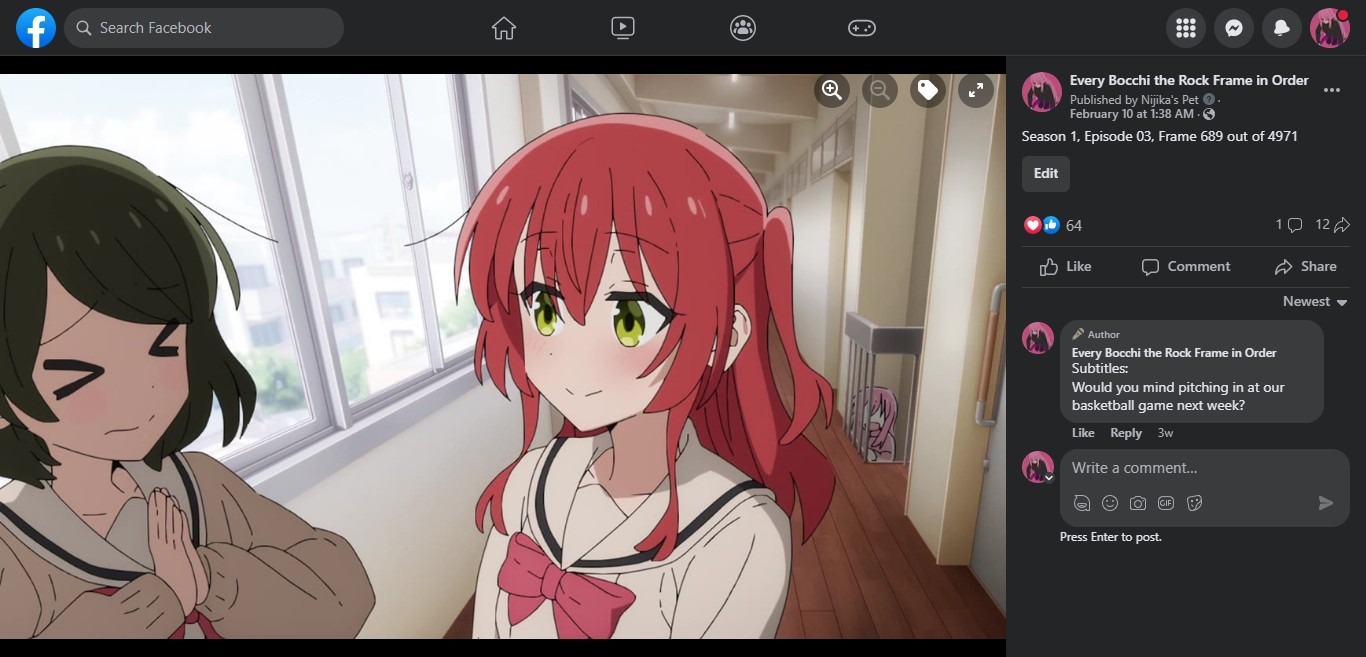 Search Facebook
Every Bocchi the Rock Frame in Order
Published by Nijika's Pet ·
February 10 at 1:38 AM ·
Season 1, Episode 03, Frame 689 out of 4971
Edit
64
1
12
Like
Comment
Share
Newest
Author
Every Bocchi the Rock Frame in Order
Subtitles:
Would you mind pitching in at our
basketball game next week?
Like Reply 3w
Write a comment...
GIF
Press Enter to post.